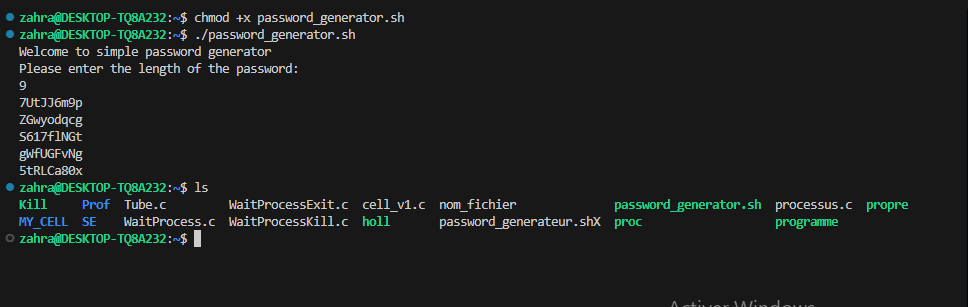 zahra@DESKTOP-TQ8A232:~$ chmod +x password_generator.sh
zahra@DESKTOP-TQ8A232:~$ ./password_generator.sh
Welcome to simple password generator
Please enter the length of the password:
9
7UtJJ6m9p
ZGwyodqcg
S617flNGt
gWfUGFvNg
5tRLCa80x
zahra@DESKTOP-TQ8A232:~$ ls
Kill Prof Tube.c WaitProcessExit.c cell_v1.c nom_fichier password_generator.sh processus.c propre
MY_CELL SE WaitProcess.c WaitProcessKill.c holl password_generateur.shX proc programme
zahra@DESKTOP-TQ8A232:~$
Activer Windows